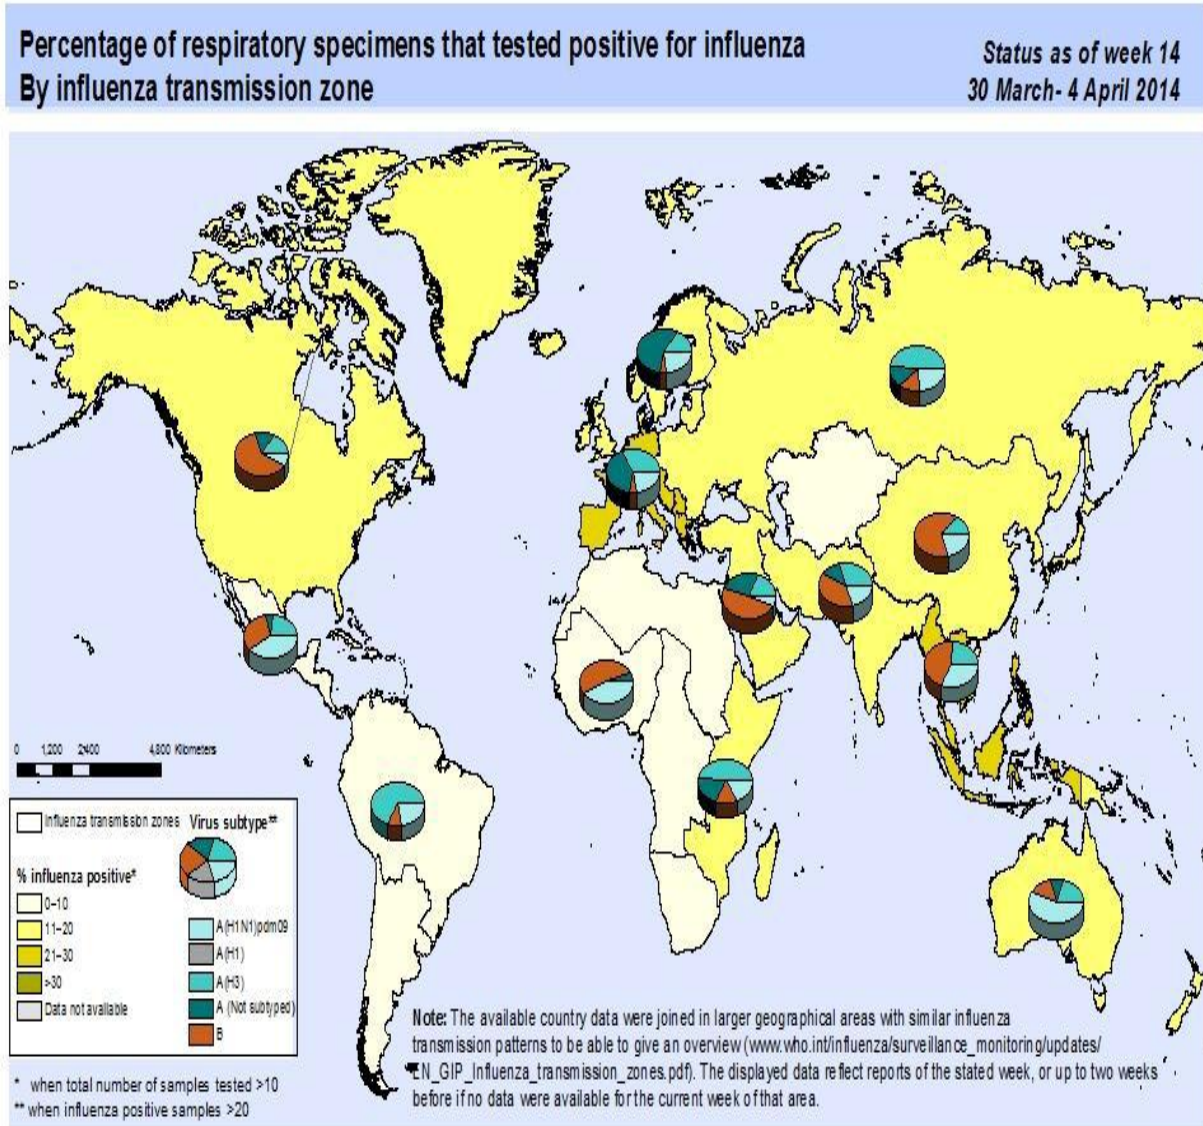 Percentage of respiratory specimens that tested positive for influenza
By influenza transmission zone
Status as of week 14
30 March- 4 April 2014
0 1,200 2,400 4,800 Kilometers
Influenza transmission zones
Virus subtype**
% influenza positive*
0-10
11-20
21-30
>30
Data not available
A(H1N1)pdm09
A(H1)
A(H3)
A (Not subtyped)
B
Note: The available country data were joined in larger geographical areas with similar influenza
transmission patterns to be able to give an overview (www.who.int/influenza/surveillance_monitoring/updates/
EN_GIP_Influenza_transmission_zones.pdf). The displayed data reflect reports of the stated week, or up to two weeks
before if no data were available for the current week of that area.
* when total number of samples tested >10
** when influenza positive samples >20